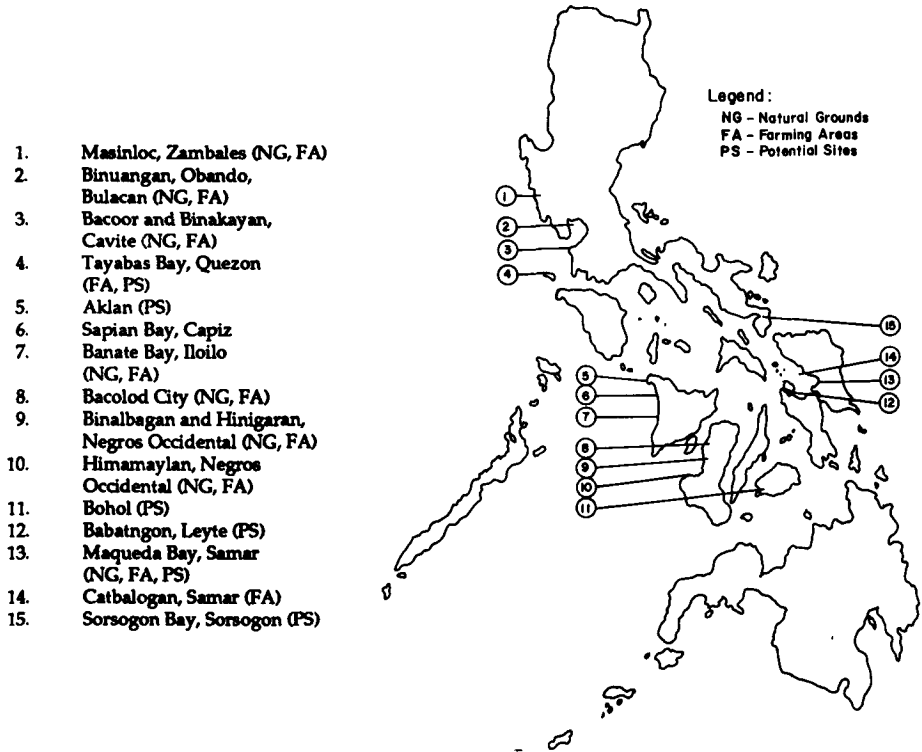 1. Masinloc, Zambales (NG, FA)
2. Binuangan, Obando,
Bulacan (NG, FA)
3. Bacoor and Binakayan,
Cavite (NG, FA)
4. Tayabas Bay, Quezon
(FA, PS)
5. Aklan (PS)
6. Sapian Bay, Capiz
7. Banate Bay, Iloilo
(NG, FA)
8. Bacolod City (NG, FA)
9. Binalbagan and Hinigaran,
Negros Occidental (NG, FA)
10. Himamaylan, Negros
Occidental (NG, FA)
11. Bohol (PS)
12. Babatngon, Leyte (PS)
13. Maqueda Bay, Samar
(NG, FA, PS)
14. Catbalogan, Samar (FA)
15. Sorsogon Bay, Sorsogon (PS)
Legend :
NG - Natural Grounds
FA - Farming Areas
PS - Potential Sites
1
2
3
4
15
14
13
12
5
6
7
8
9
10
11